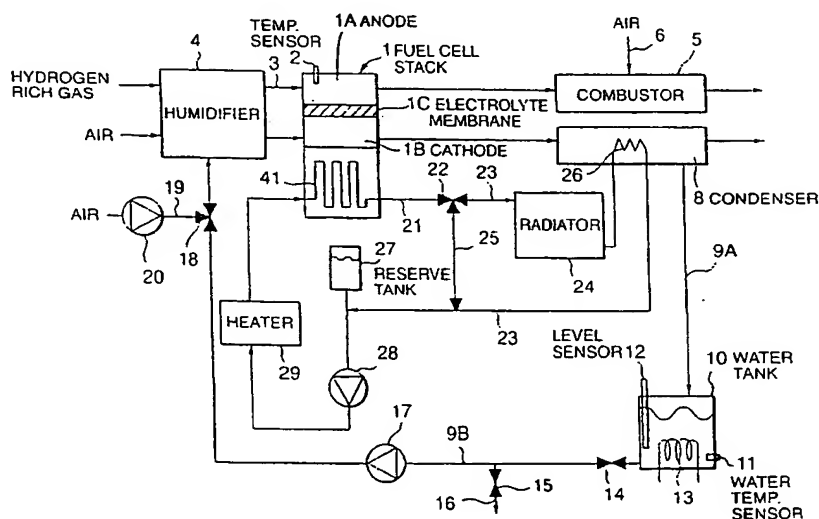 TEMP.
SENSOR
2
1A ANODE
4
3
1 FUEL CELL
STACK
AIR
6
5
HYDROGEN
RICH GAS
HUMIDIFIER
COMBUSTOR
1C ELECTROLYTE
MEMBRANE
AIR
1B CATHODE
26
8 CONDENSER
41
22
23
19
AIR
18
20
21
RADIATOR
24
25
9A
27
RESERVE
TANK
HEATER
29
28
23
LEVEL
SENSOR 12
10 WATER
TANK
17
9B
15
16
14
13
11
WATER
TEMP.
SENSOR